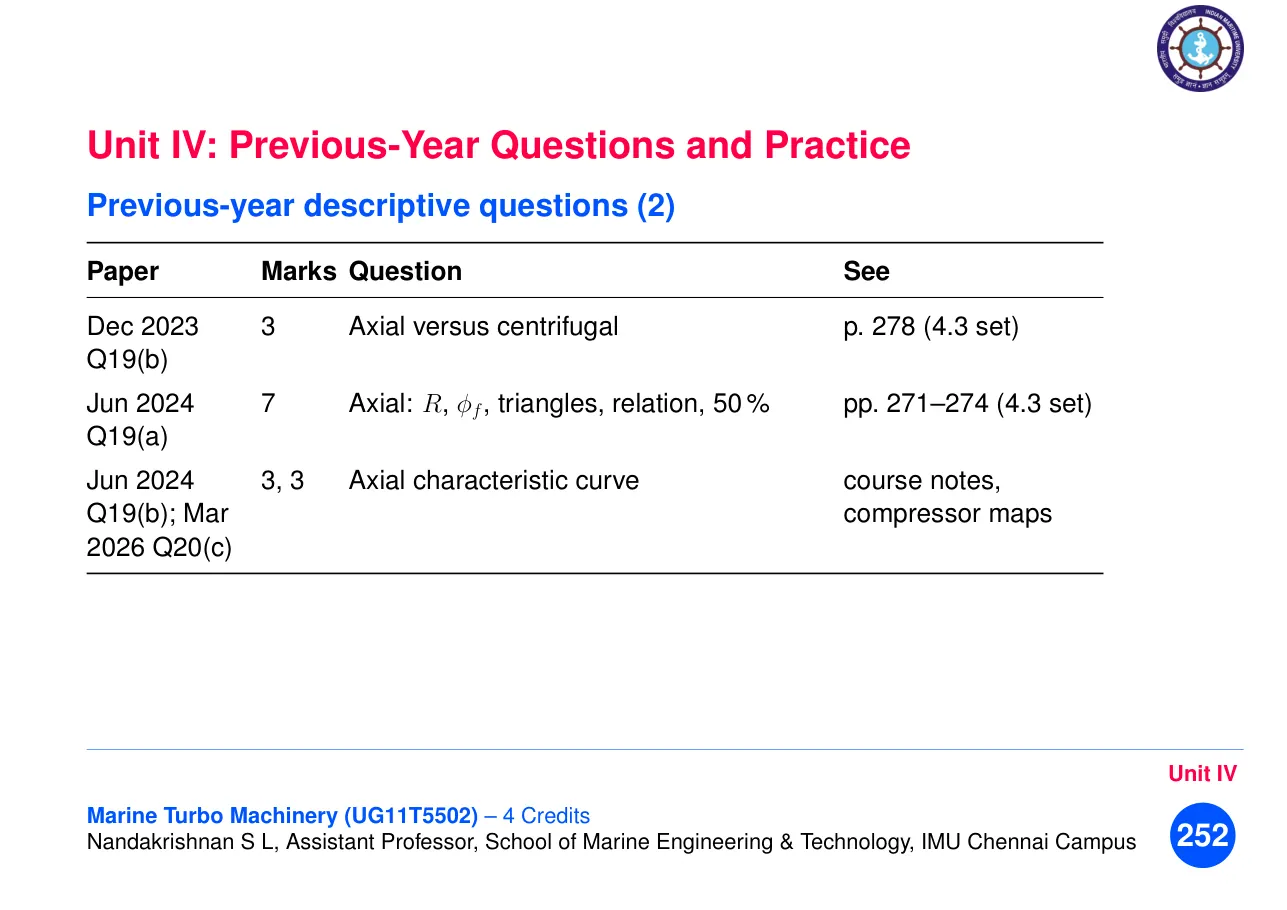 INDIAN MARITIME UNIVERSITY
Unit IV: Previous-Year Questions and Practice
Previous-year descriptive questions (2)
Paper Marks Question See
Dec 2023 3 Axial versus centrifugal p. 278 (4.3 set)
Q19(b)
Jun 2024 7 Axial: R, ϕf, triangles, relation, 50 % pp. 271–274 (4.3 set)
Q19(a)
Jun 2024 3, 3 Axial characteristic curve course notes,
Q19(b); Mar compressor maps
2026 Q20(c)
Unit IV
Marine Turbo Machinery (UG11T5502) – 4 Credits
Nandakrishnan S L, Assistant Professor, School of Marine Engineering & Technology, IMU Chennai Campus
252